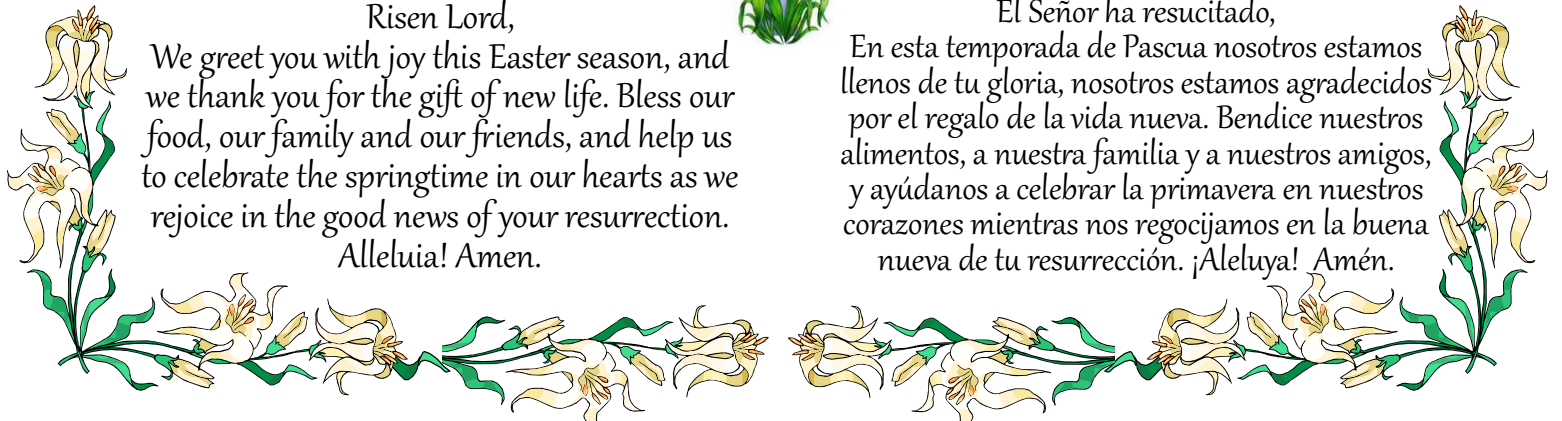 Risen Lord,
We greet you with joy this Easter season, and
we thank you for the gift of new life. Bless our
food, our family and our friends, and help us
to celebrate the springtime in our hearts as we
rejoice in the good news of your resurrection.
Alleluia! Amen.
El Señor ha resucitado,
En esta temporada de Pascua nosotros estamos
llenos de tu gloria, nosotros estamos agradecidos
por el regalo de la vida nueva. Bendice nuestros
alimentos, a nuestra familia y a nuestros amigos,
y ayúdanos a celebrar la primavera en nuestros
corazones mientras nos regocijamos en la buena
nueva de tu resurrección. ¡Aleluya! Amén.